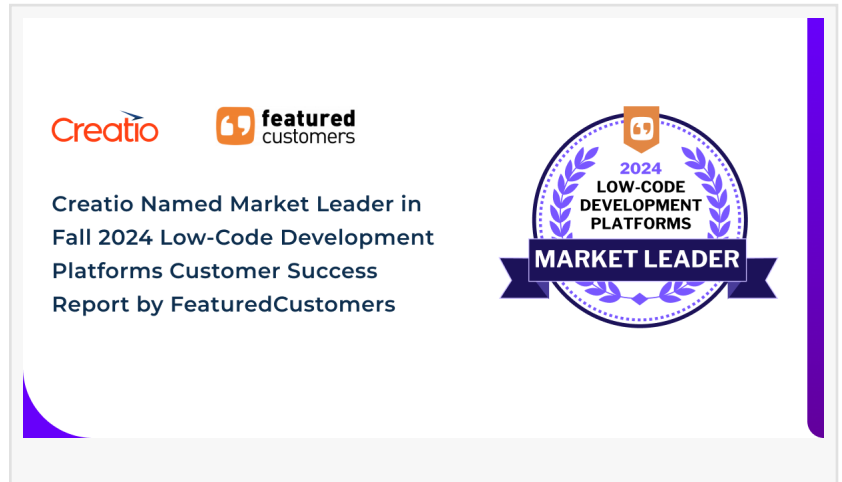 Creatio
featured
customers
Creatio Named Market Leader in
Fall 2024 Low-Code Development
Platforms Customer Success
Report by FeaturedCustomers
2024
LOW-CODE
DEVELOPMENT
PLATFORMS
MARKET LEADER